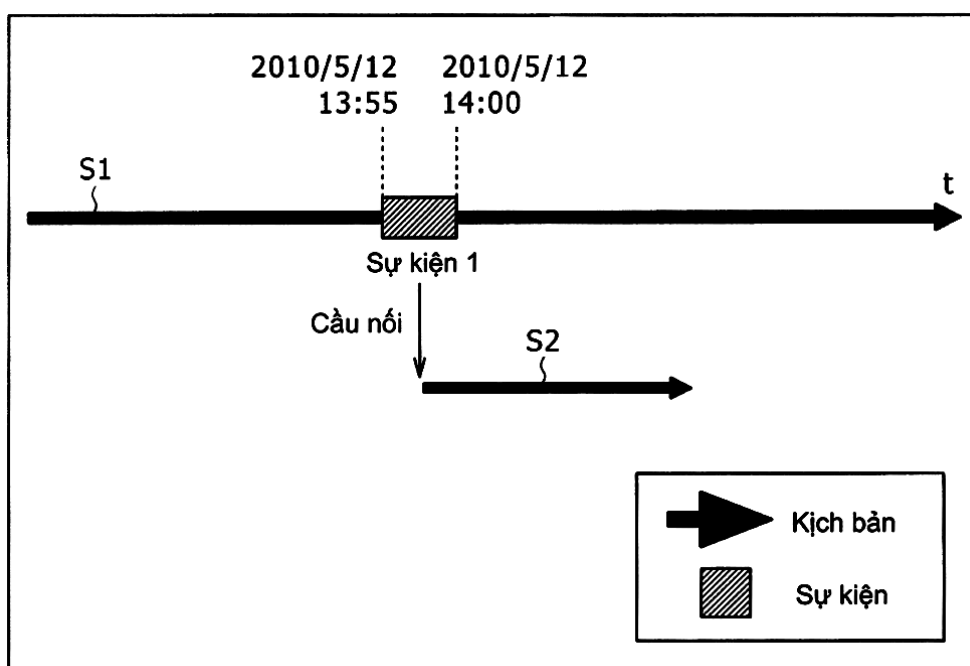 2010/5/12 2010/5/12
13:55 14:00
S1
t
Sự kiện 1
Cầu nối
S2
Kịch bản
Sự kiện